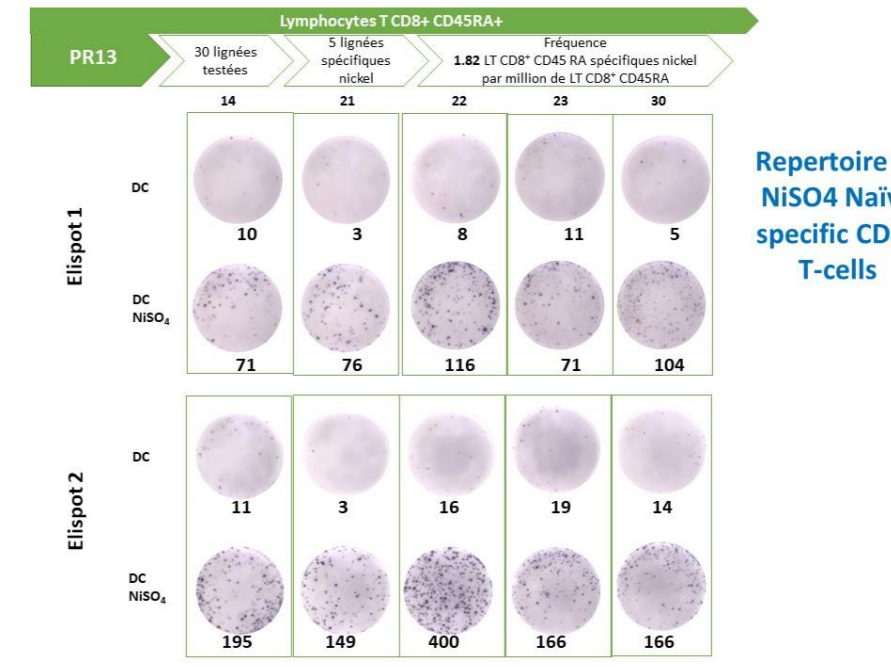 Lymphocytes T CD8+ CD45RA+
PR13
30 lignées
testées
5 lignées
spécifiques
nickel
Fréquence
1.82 LT CD8⁺ CD45 RA spécifiques nickel
par million de LT CD8⁺ CD45RA
14 21 22 23 30
Elispot 1
DC
10 3 8 11 5
DC
NiSO₄
71 76 116 71 104
Repertoire
NiSO4
specific
T-cells
Elispot 2
DC
11 3 16 19 14
DC
NiSO₄
195 149 400 166 166